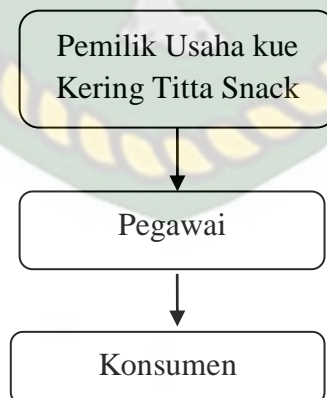 Pemilik Usaha kue
Kering Titta Snack
Pegawai
Konsumen